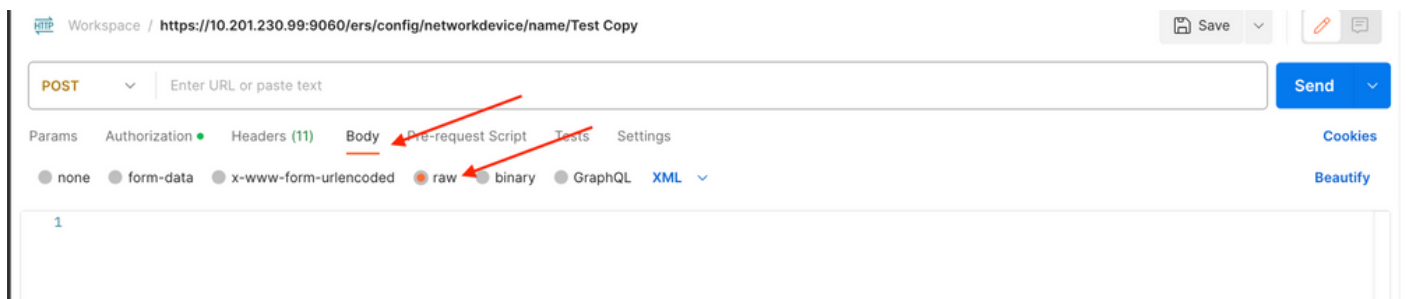 HTTP Workspace / https://10.201.230.99:9060/ers/config/networkdevice/name/Test Copy Save
POST Enter URL or paste text Send
Params Authorization Headers (11) Body Pre-request Script Tests Settings Cookies
none form-data x-www-form-urlencoded raw binary GraphQL XML Beautify
1